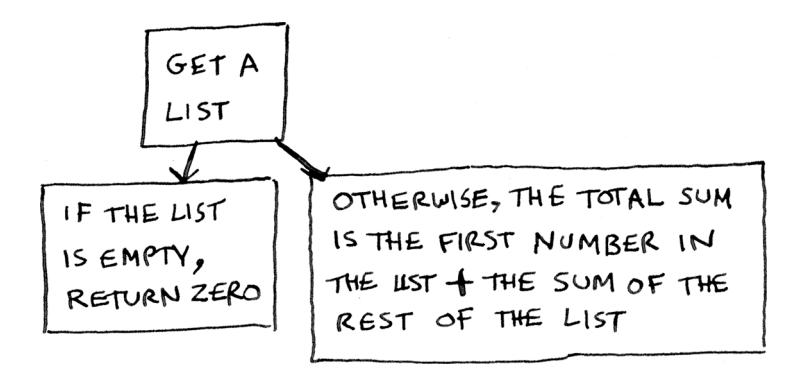 GET A
LIST
IF THE LIST
IS EMPTY,
RETURN ZERO
OTHERWISE, THE TOTAL SUM
IS THE FIRST NUMBER IN
THE LIST + THE SUM OF THE
REST OF THE LIST